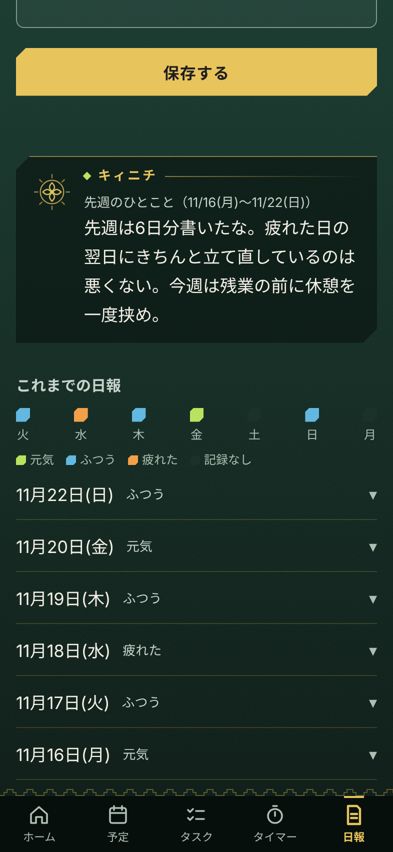 保存する
キィニチ
先週のひとこと（11/16(月)〜11/22(日)）
先週は6日分書いたな。疲れた日の
翌日にきちんと立て直しているのは
悪くない。今週は残業の前に休憩を
一度挟め。
これまでの日報
火 水 木 金 土 日 月
元気 ふつう 疲れた 記録なし
11月22日(日) ふつう ▼
11月20日(金) 元気 ▼
11月19日(木) ふつう ▼
11月18日(水) 疲れた ▼
11月17日(火) ふつう ▼
11月16日(月) 元気 ▼
ホーム 予定 タスク タイマー 日報